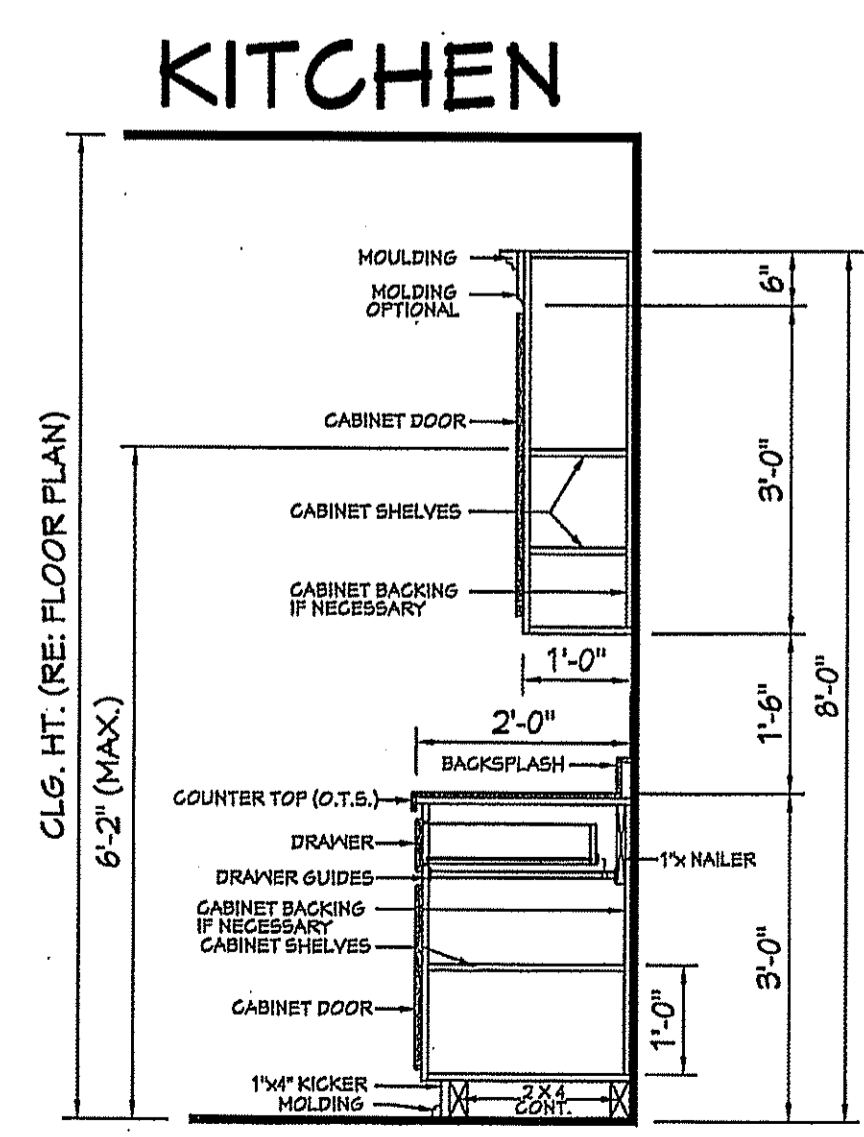 KITCHEN
MOULDING
MOLDING
OPTIONAL
6"
CABINET DOOR
3'-0"
CLG. HT. (RE: FLOOR PLAN)
CABINET SHELVES
CABINET BACKING
IF NECESSARY
1'-0"
2'-0"
1'-6"
8'-0"
6'-2" (MAX.)
BACKSPLASH
COUNTER TOP (O.T.S.)
DRAWER
1"x NAILER
DRAWER GUIDES
CABINET BACKING
IF NECESSARY
CABINET SHELVES
3'-0"
CABINET DOOR
1'-0"
1"x4" KICKER
MOLDING
2X4
CONT.